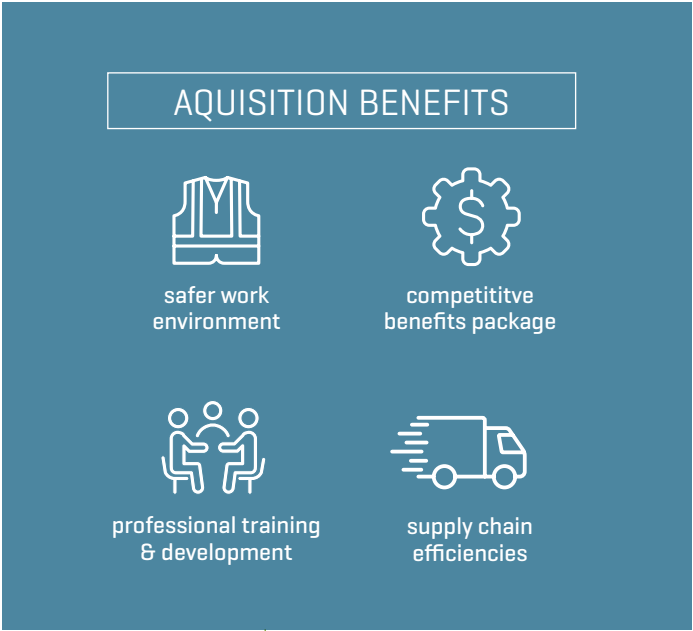 AQUISITION BENEFITS
safer work
environment
competititve
benefits package
professional training
& development
supply chain
efficiencies